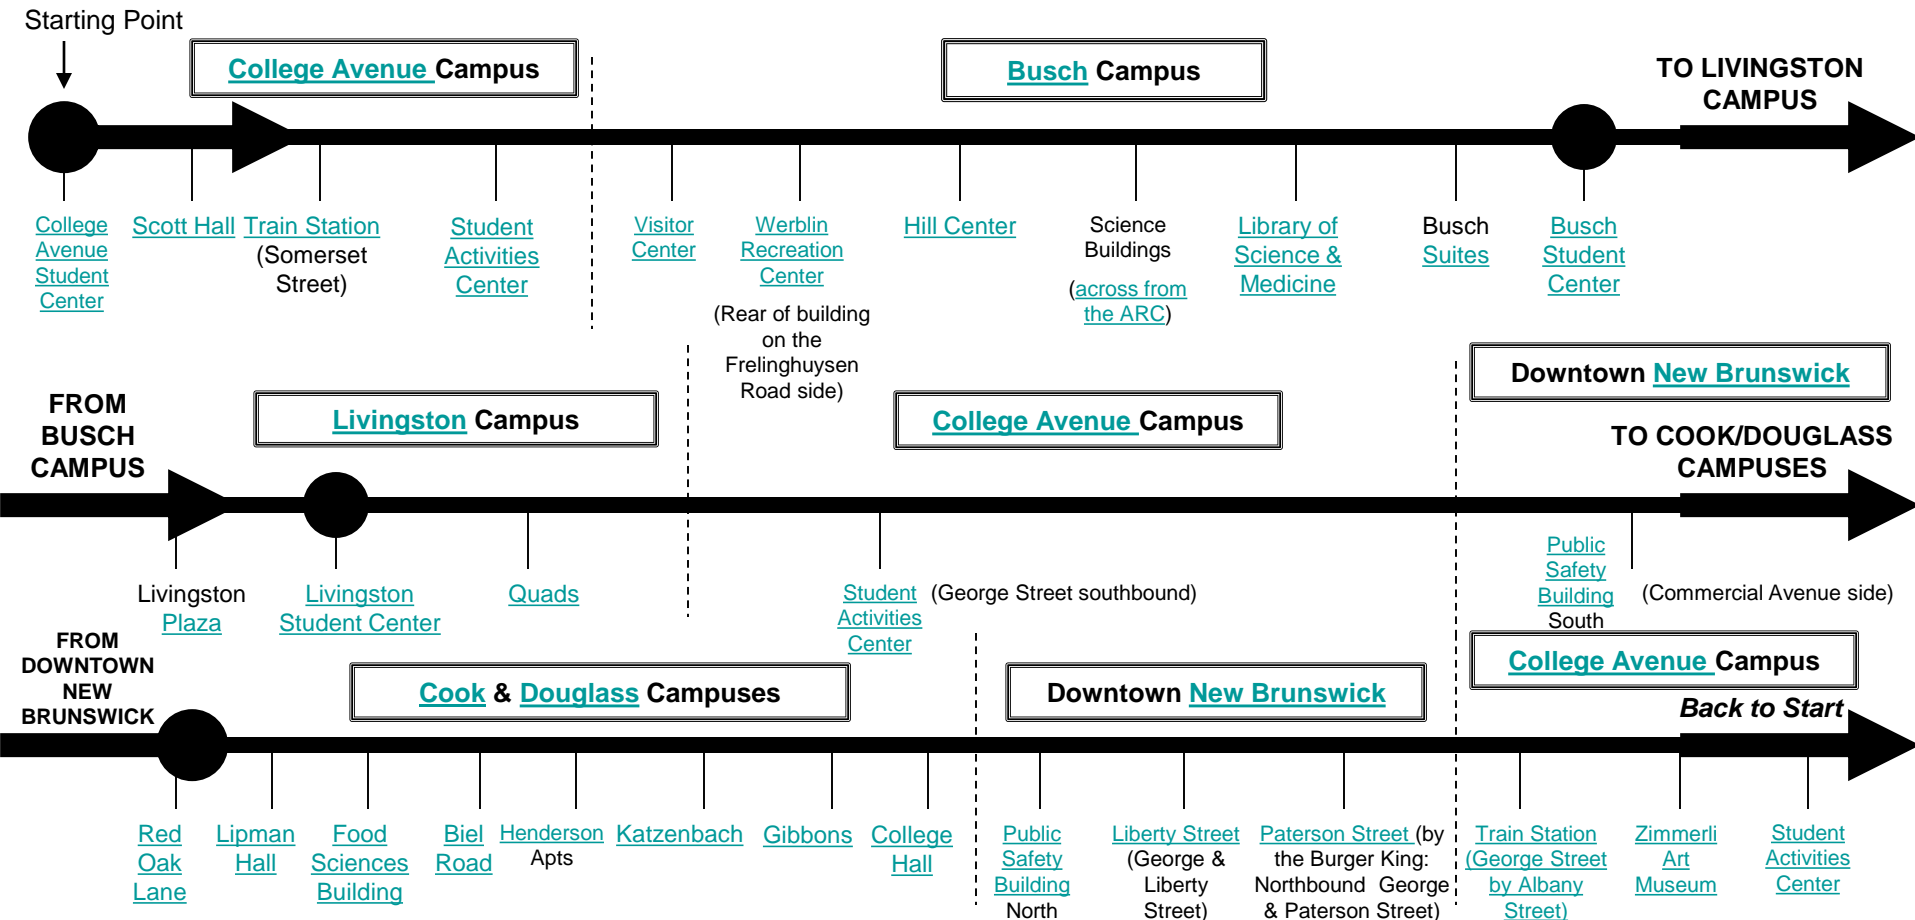 Starting Point
College Avenue Campus
Busch Campus
TO LIVINGSTON
CAMPUS
College
Avenue
Student
Center
Scott Hall
Train Station
(Somerset
Street)
Student
Activities
Center
Visitor
Center
Werblin
Recreation
Center
(Rear of building
on the
Frelinghuysen
Road side)
Hill Center
Science
Buildings
(across from
the ARC)
Library of
Science &
Medicine
Busch
Suites
Busch
Student
Center
FROM
BUSCH
CAMPUS
Livingston Campus
College Avenue Campus
Downtown New Brunswick
TO COOK/DOUGLASS
CAMPUSES
Livingston
Plaza
Livingston
Student Center
Quads
Student
Activities
Center
(George Street southbound)
Public
Safety
Building
South
(Commercial Avenue side)
FROM
DOWNTOWN
NEW
BRUNSWICK
Cook & Douglass Campuses
Downtown New Brunswick
College Avenue Campus
Back to Start
Red
Oak
Lane
Lipman
Hall
Food
Sciences
Building
Biel
Road
Henderson
Apts
Katzenbach
Gibbons
College
Hall
Public
Safety
Building
North
Liberty Street
(George &
Liberty
Street)
Paterson Street (by
the Burger King:
Northbound George
& Paterson Street)
Train Station
(George Street
by Albany
Street)
Zimmerli
Art
Museum
Student
Activities
Center